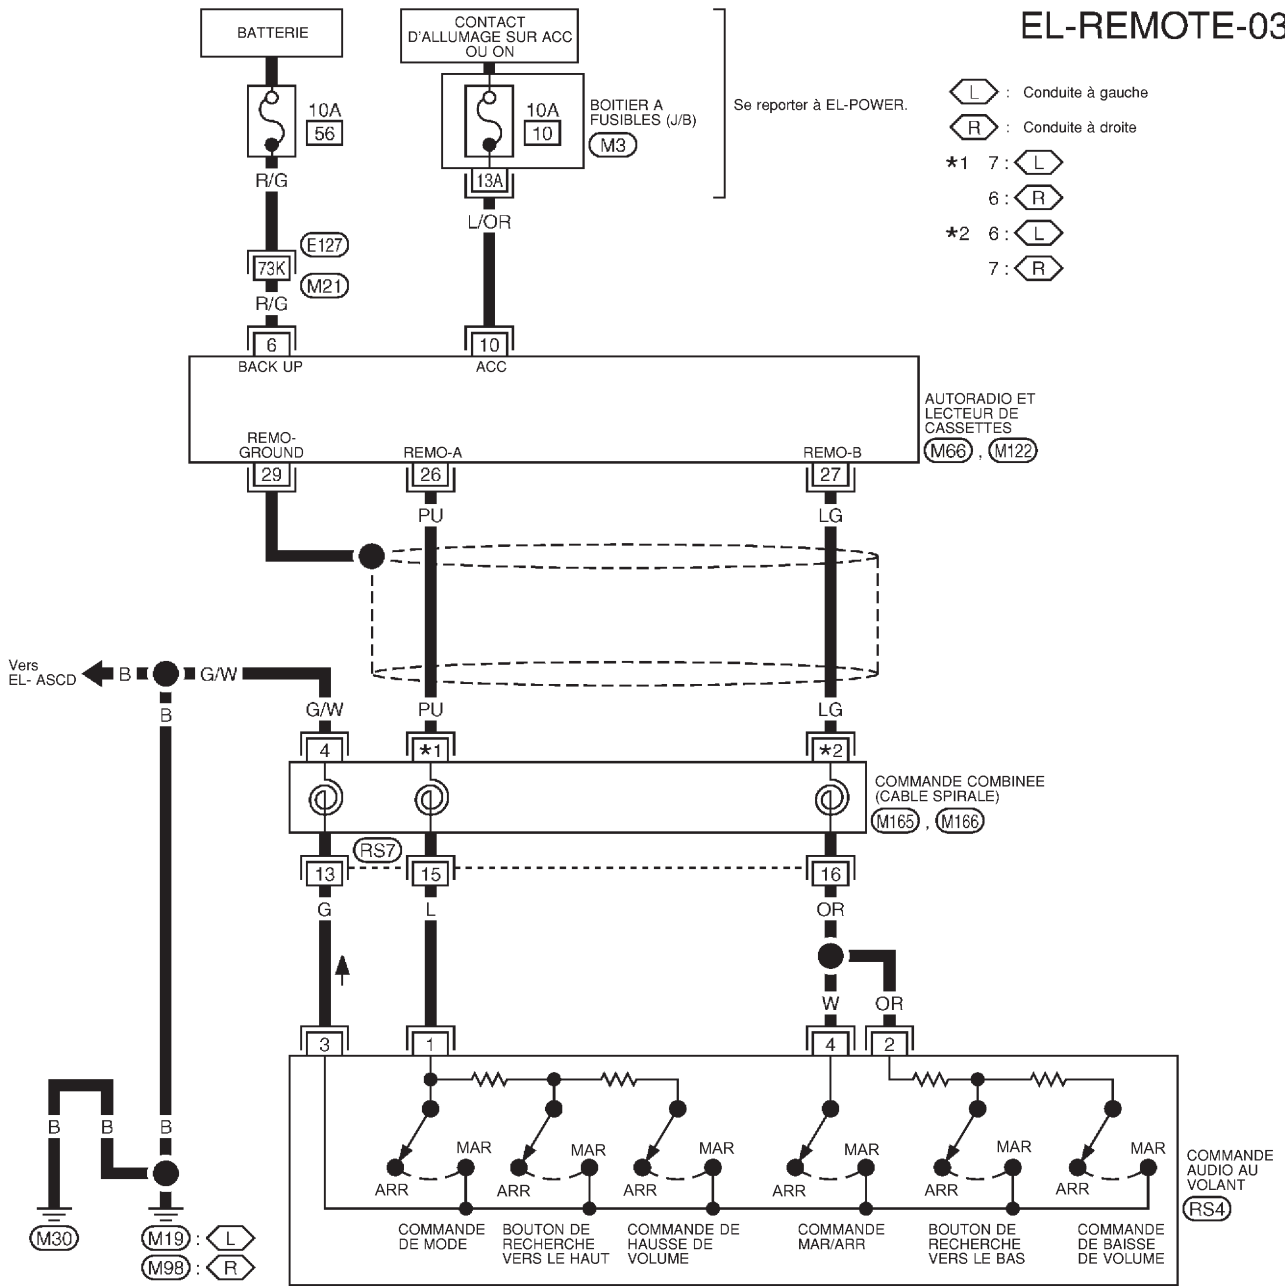 EL-REMOTE-03
BATTERIE
CONTACT
D'ALLUMAGE SUR ACC
OU ON
10A
56
10A
10
BOITIER A
FUSIBLES (J/B)
M3
Se reporter à EL-POWER.
L : Conduite à gauche
R : Conduite à droite
*1 7 : L
6 : R
*2 6 : L
7 : R
R/G
13A
L/OR
E127
73K
M21
R/G
6
10
BACK UP
ACC
AUTORADIO ET
LECTEUR DE
CASSETTES
M66 , M122
REMO-
GROUND
REMO-A
REMO-B
29
26
27
PU
LG
Vers
EL- ASCD
B
G/W
B
G/W
PU
LG
4
*1
*2
COMMANDE COMBINEE
(CABLE SPIRALE)
M165 , M166
RS7
13
15
16
G
L
OR
W
OR
3
1
4
2
B
B
B
MAR
MAR
MAR
MAR
MAR
MAR
ARR
ARR
ARR
ARR
ARR
ARR
COMMANDE
AUDIO AU
VOLANT
RS4
COMMANDE
DE MODE
BOUTON DE
RECHERCHE
VERS LE HAUT
COMMANDE DE
HAUSSE DE
VOLUME
COMMANDE
MAR/ARR
BOUTON DE
RECHERCHE
VERS LE BAS
COMMANDE
DE BAISSE
DE VOLUME
M30
M19 : L
M98 : R